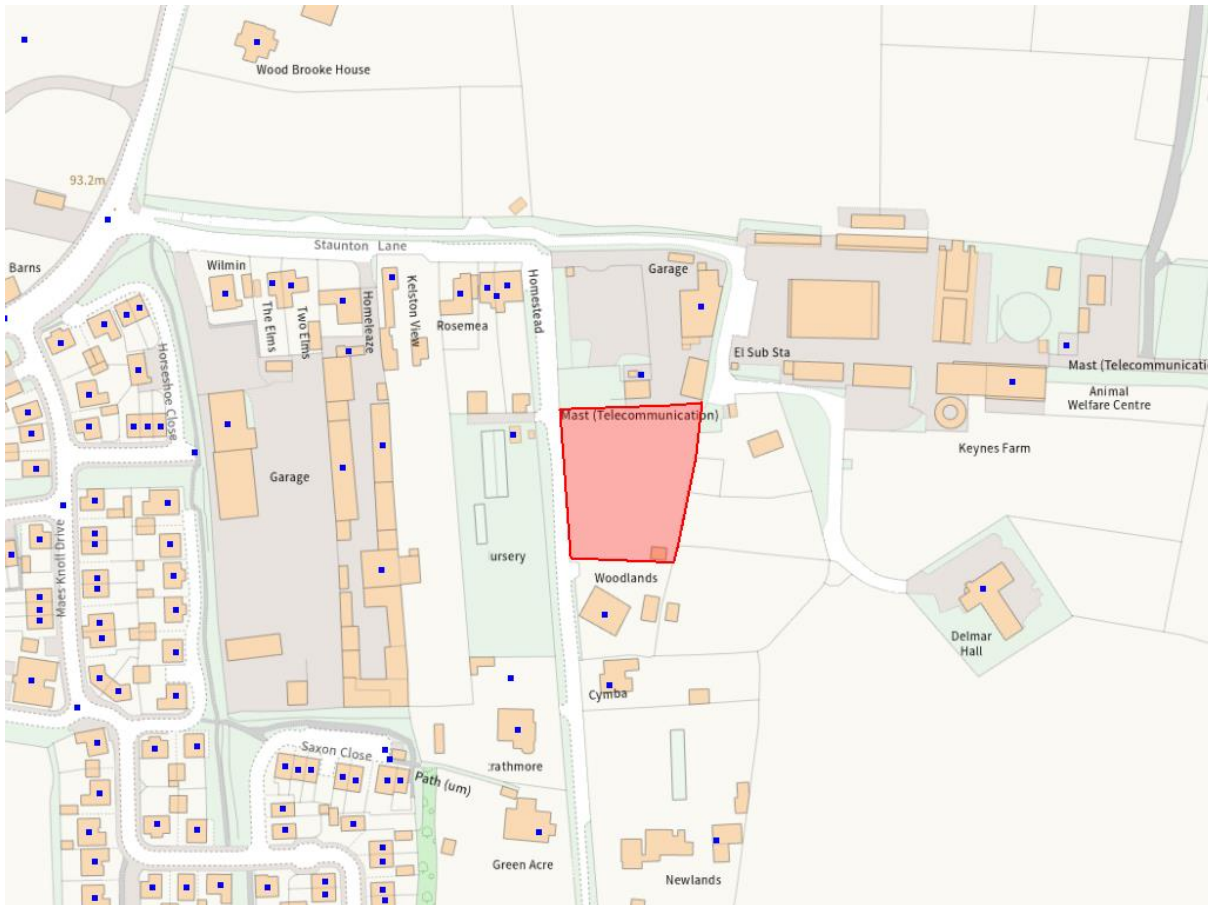 Wood Brooke House
93.2m
Staunton Lane
Barns
Wilmin
The Elms
Two Elms
Homeleaze
Kelston View
Rosemea
Homestead
Garage
El Sub Sta
Mast (Telecommunication)
Mast (Telecommunicatio
Animal
Welfare Centre
Keynes Farm
Horseshoe Close
Garage
Maes Knoll Drive
ursery
Woodlands
Delmar
Hall
Cymba
Saxon Close
Path (um)
rathmore
Green Acre
Newlands